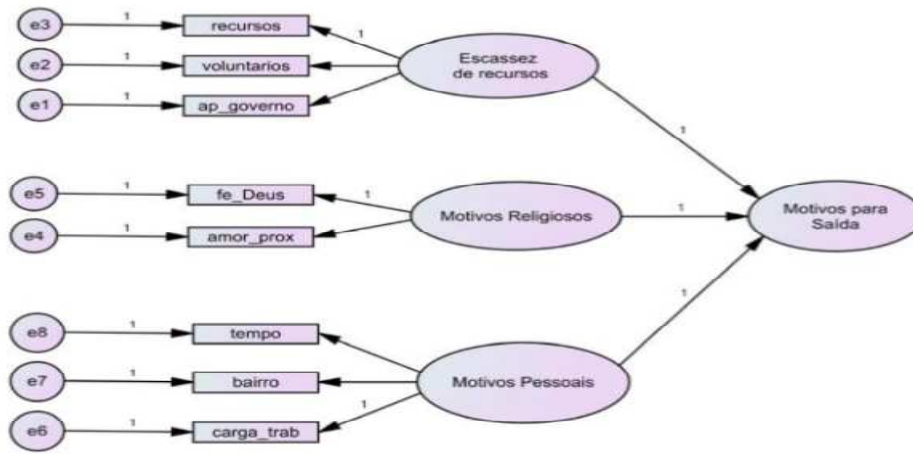 e3 1 recursos
1
Escassez
de recursos
e2 1 voluntarios
e1 1 ap_governo
1
e5 1 fe_Deus
1
Motivos Religiosos
1
Motivos para
Saída
e4 1 amor_prox
1
e8 1 tempo
e7 1 bairro
Motivos Pessoais
1
e6 1 carga_trab